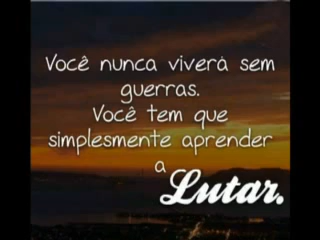 Você nunca viverá sem
guerras.
Você tem que
simplesmente aprender
a Lutar.